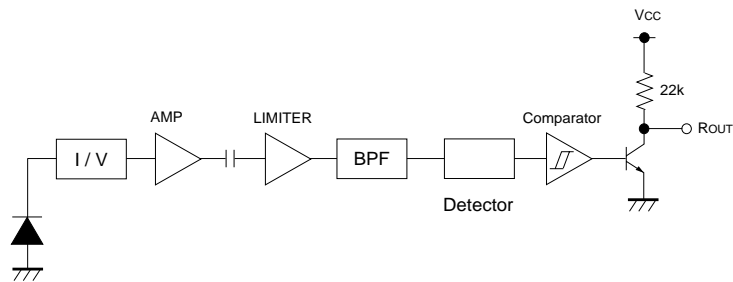 VCC
22k
ROUT
AMP
LIMITER
Comparator
I / V
BPF
Detector